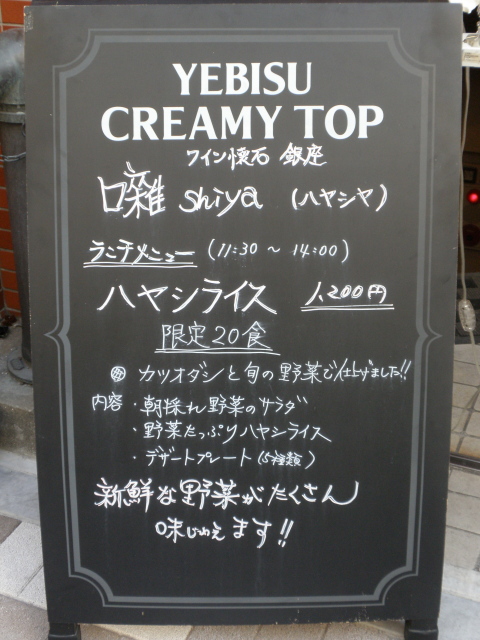 YEBISU
CREAMY TOP
ワイン懐石 銀座
囃 shiya (ハヤシヤ)
ランチメニュー (11:30 ~ 14:00)
ハヤシライス 1,200円
限定20食
カツオダシと旬の野菜で仕上げました!!
内容・朝採れ野菜のサラダ
・野菜たっぷりハヤシライス
・デザートプレート(5種類)
新鮮な野菜がたくさん
味わえます!!